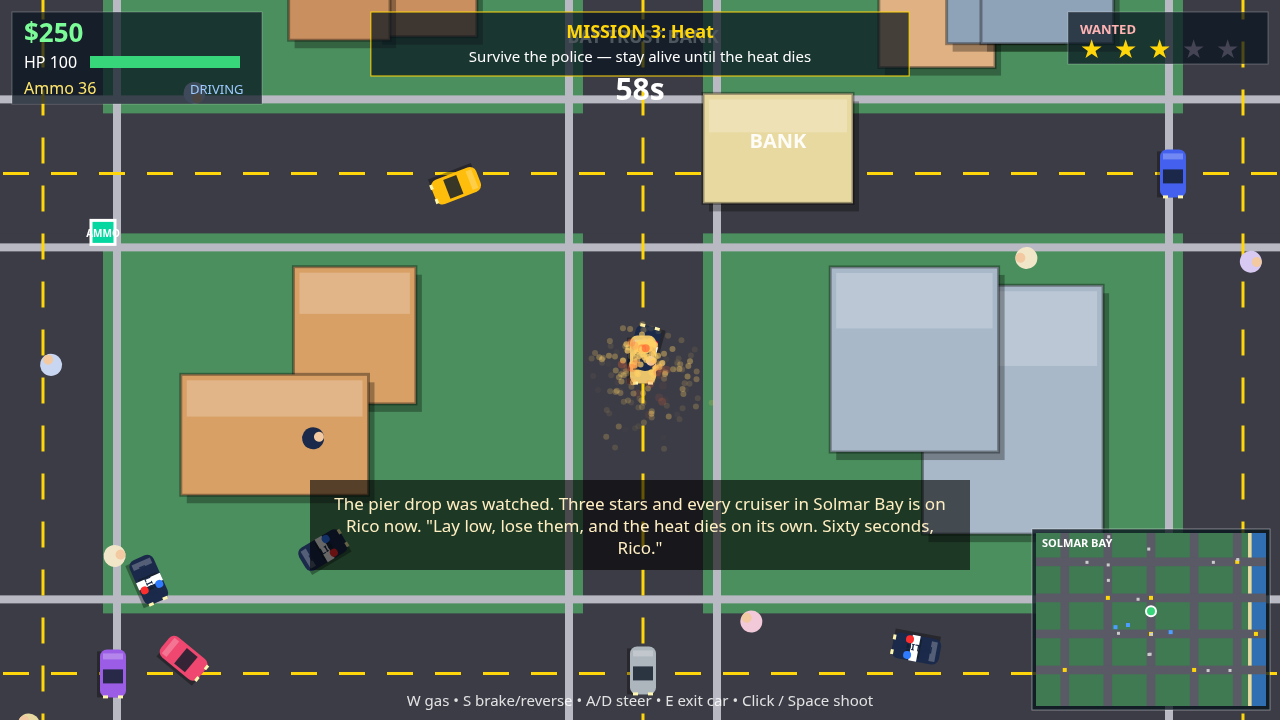 $250
HP 100
Ammo 36
DRIVING
MISSION 3: Heat
Survive the police — stay alive until the heat dies
58s
WANTED
BANK
AMMO
The pier drop was watched. Three stars and every cruiser in Solmar Bay is on
Rico now. "Lay low, lose them, and the heat dies on its own. Sixty seconds,
Rico."
SOLMAR BAY
W gas • S brake/reverse • A/D steer • E exit car • Click / Space shoot